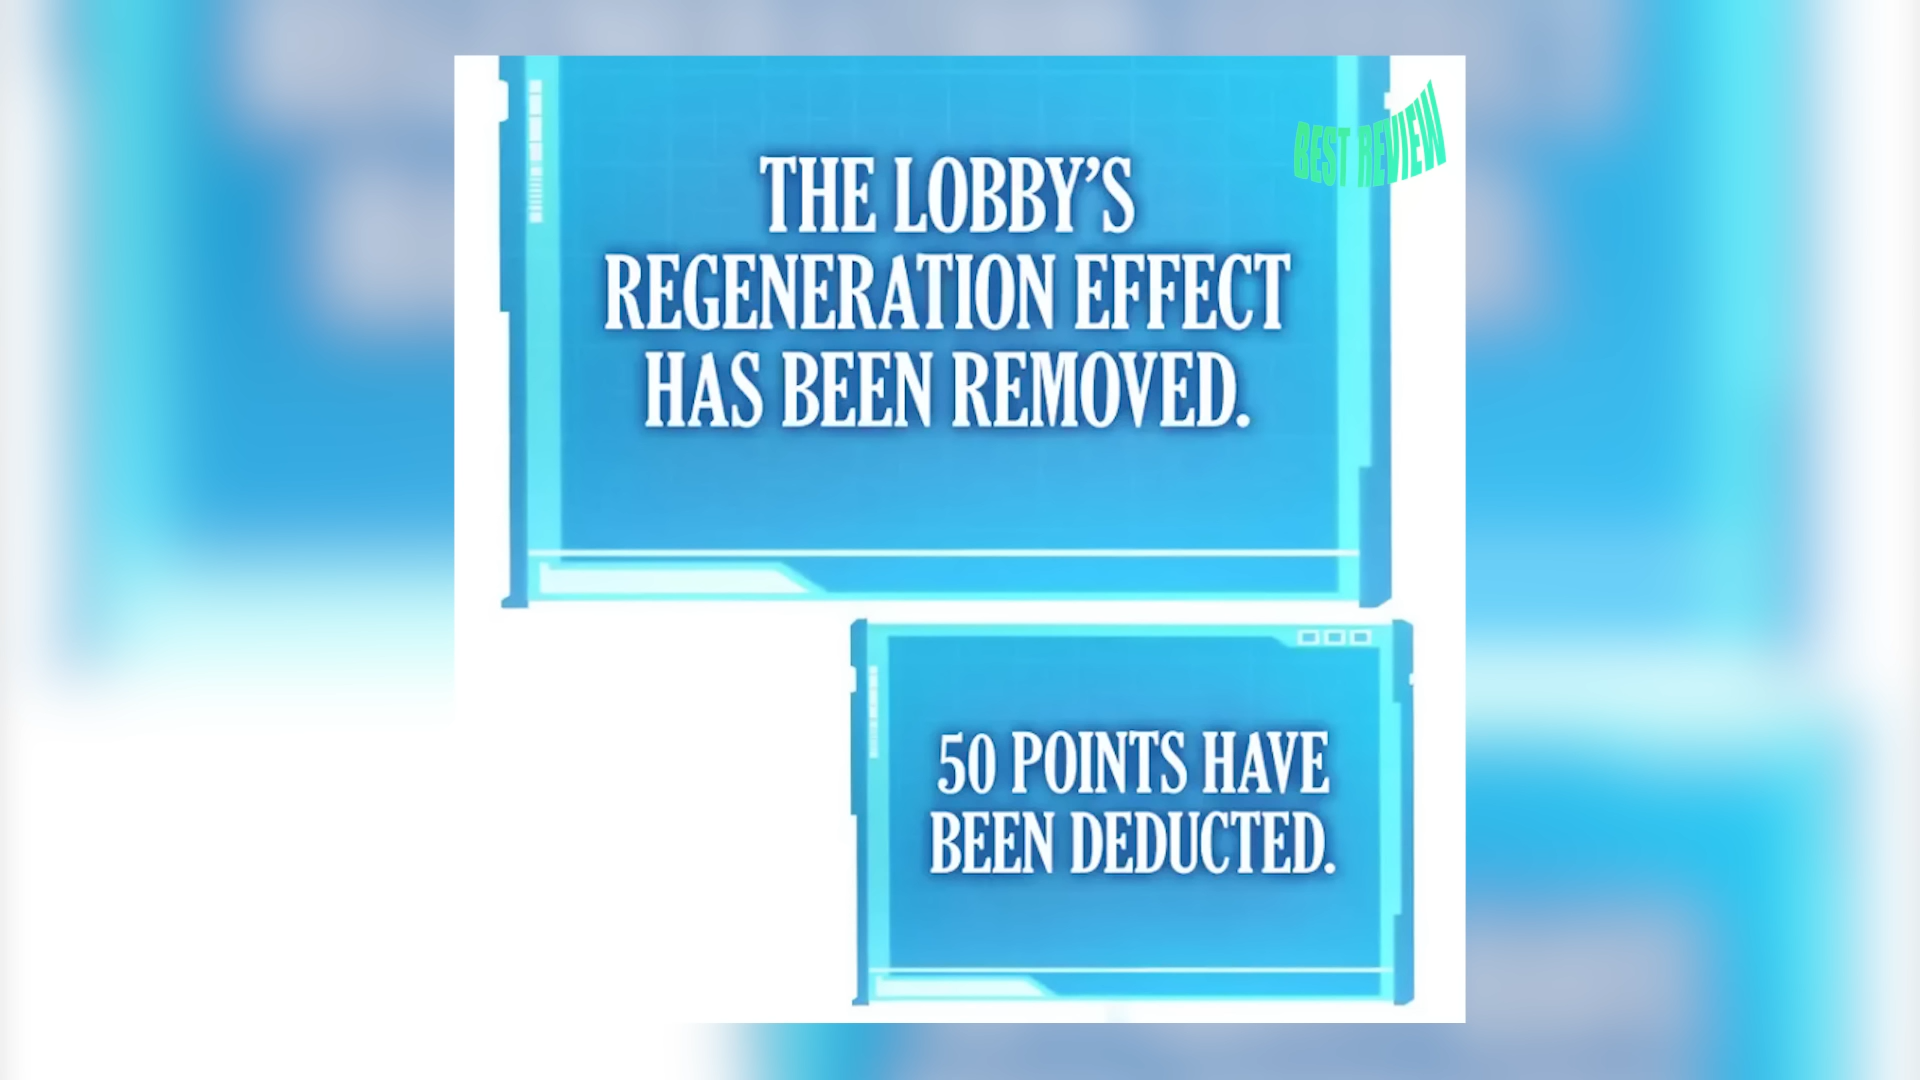 BEST REVIEW
THE LOBBY'S
REGENERATION EFFECT
HAS BEEN REMOVED.
50 POINTS HAVE
BEEN DEDUCTED.